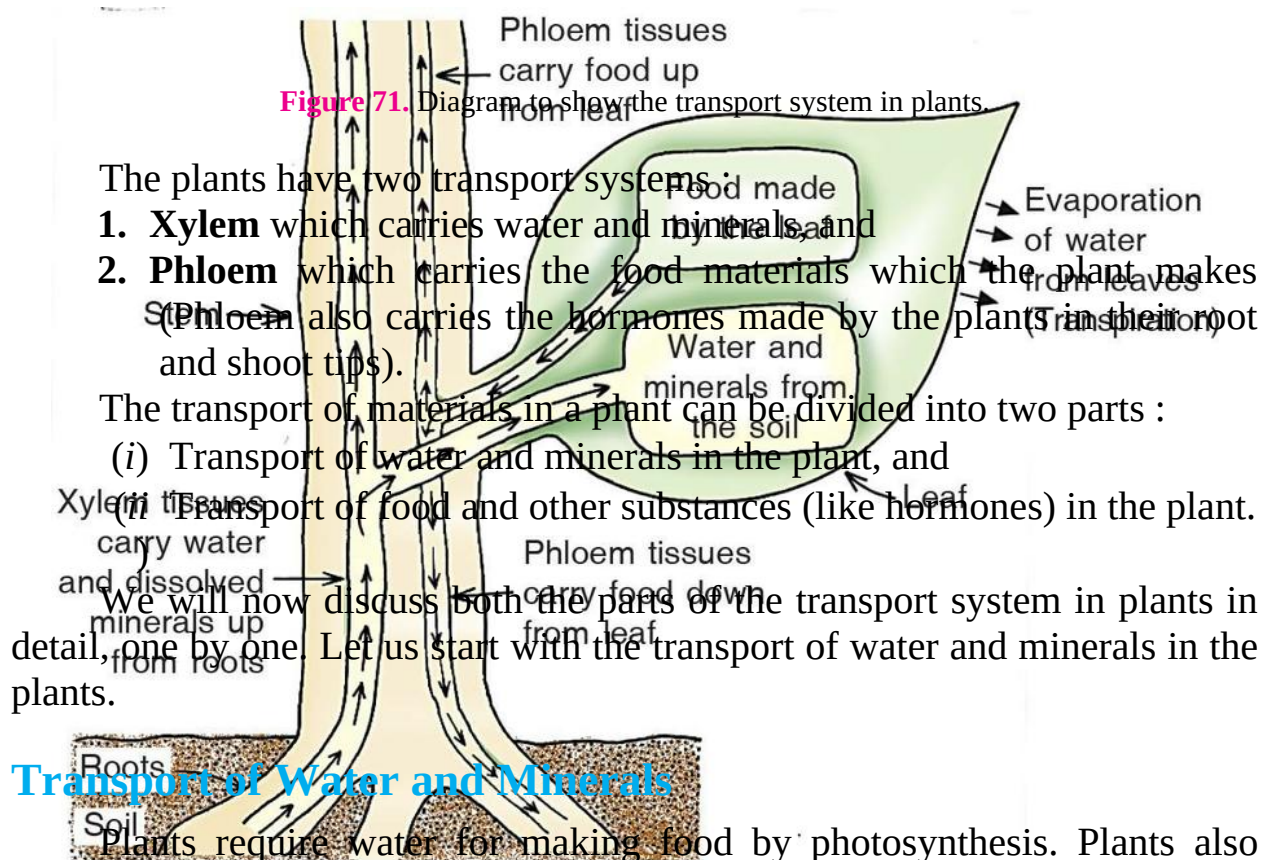 Phloem tissues
carry food up
from leaf
Figure 71. Diagram to show the transport system in plants.
The plants have two transport systems :
1. Xylem which carries water and minerals, and
2. Phloem which carries the food materials which the plant makes
(Phloem also carries the hormones made by the plants in their root
and shoot tips).
The transport of materials in a plant can be divided into two parts :
(i) Transport of water and minerals in the plant, and
(ii Transport of food and other substances (like hormones) in the plant.
)
We will now discuss both the parts of the transport system in plants in
detail, one by one. Let us start with the transport of water and minerals in the
plants.
Food made
by the leaf
Evaporation
of water
from leaves
(Transpiration)
Stem
Water and
minerals from
the soil
Leaf
Xylem tissues
carry water
and dissolved
minerals up
from roots
Phloem tissues
carry food down
from leaf
Roots
Soil
Transport of Water and Minerals
Plants require water for making food by photosynthesis. Plants also